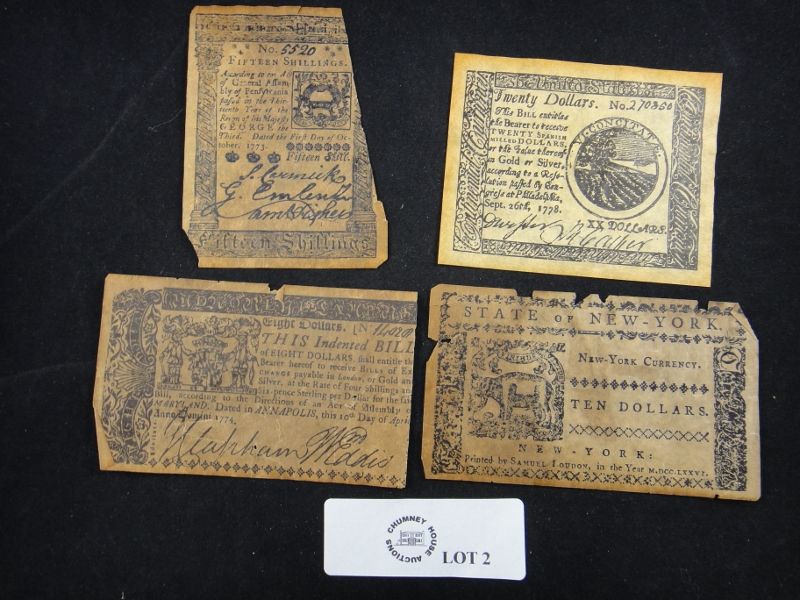 No. 5520
FIFTEEN SHILLINGS.
According to an Act
of General Assem-
bly of Pensylvania
passed in the Thir-
teenth Year of the
Reign of his Majesty
GEORGE the
Third. Dated the First Day of Oc-
tober, 1773.
Fifteen Shill.
Fifteen Shillings
The United States
Twenty Dollars. No. 270350
THIS BILL entitles
the Bearer to receive
TWENTY SPANISH
MILLED DOLLARS,
or the Value thereof
in Gold or Silver,
according to a Reso-
lution passed by Con-
gress at Philadelphia,
Sept. 26th, 1778.
XX DOLLARS.
Eight Dollars. [N
THIS Indented BILL
of EIGHT DOLLARS, shall entitle the
Bearer hereof to receive BILLS of Ex
CHANGE payable in London, or Gold and
Silver, at the Rate of Four Shillings and
Six-pence Sterling per Dollar for the said
Bill, according to the Directions of an Act of Assembly of
MARYLAND. Dated in ANNAPOLIS, this 10th Day of April
Anno Domini 1774.
W Eddis
STATE OF NEW-YORK.
NEW-YORK CURRENCY.
TEN DOLLARS.
NEW-YORK:
Printed by SAMUEL LOUDON, in the Year M.DCC.LXXVI.
CHUMNEY HOUSE AUCTIONS
LOT 2